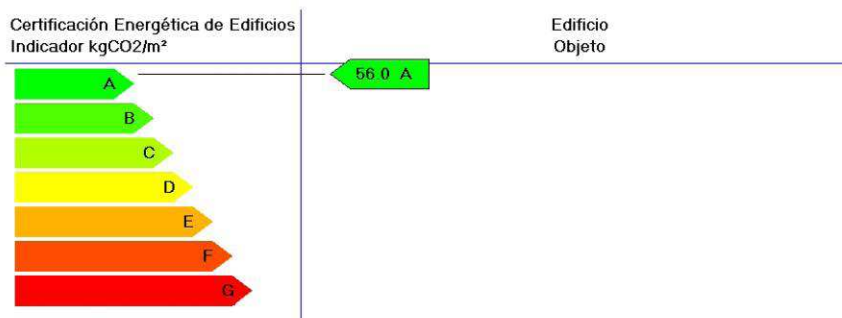 Certificación Energética de Edificios
Indicador kgCO2/m²
Edificio
Objeto
A
56.0 A
B
C
D
E
F
G